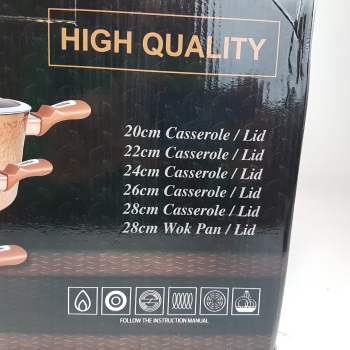 HIGH QUALITY
20cm Casserole / Lid
22cm Casserole / Lid
24cm Casserole / Lid
26cm Casserole / Lid
28cm Casserole / Lid
28cm Wok Pan / Lid
FOLLOW THE INSTRUCTION MANUAL